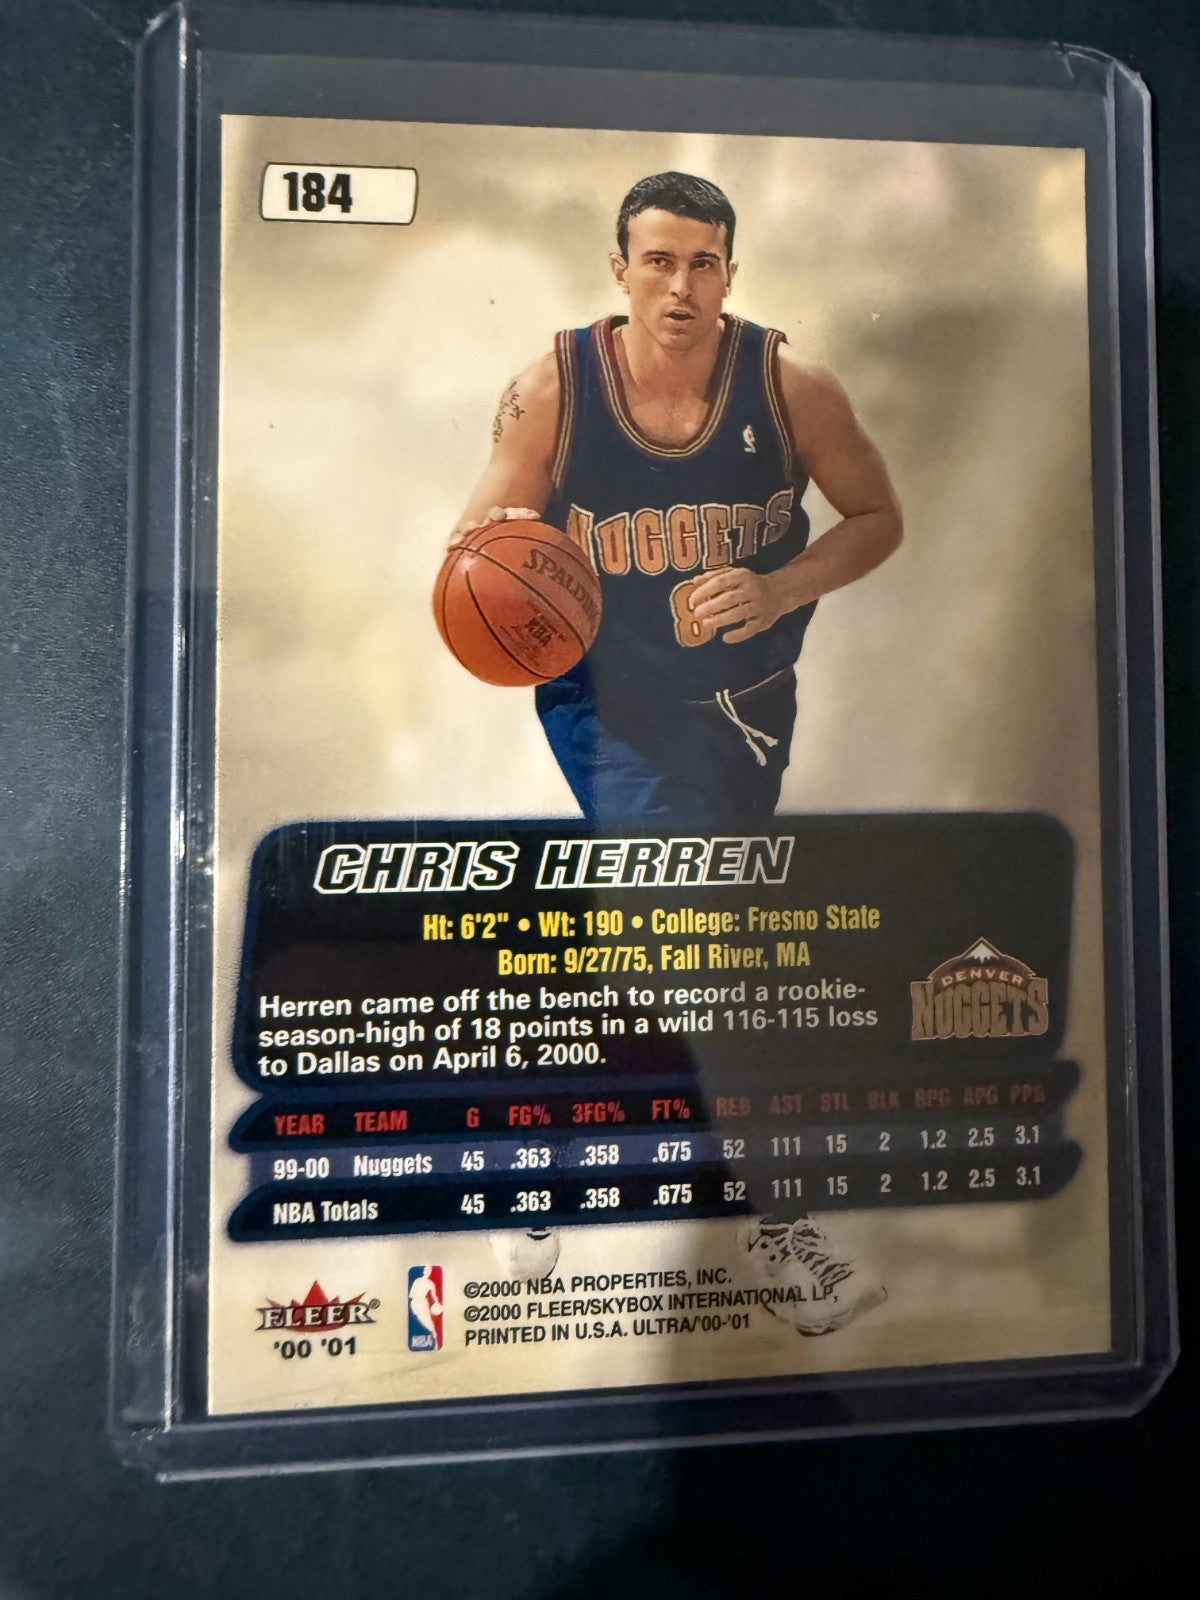 184
SPALDING
NBA
NUGGETS
8
CHRIS HERREN
Ht: 6'2" • Wt: 190 • College: Fresno State
Born: 9/27/75, Fall River, MA
Herren came off the bench to record a rookie-
season-high of 18 points in a wild 116-115 loss
to Dallas on April 6, 2000.
DENVER
NUGGETS
YEAR TEAM G FG% 3FG% FT% REB AST STL BLK RPG APG PPG
99-00 Nuggets 45 .363 .358 .675 52 111 15 2 1.2 2.5 3.1
NBA Totals 45 .363 .358 .675 52 111 15 2 1.2 2.5 3.1
FLEER®
'00 '01
NBA
©2000 NBA PROPERTIES, INC.
©2000 FLEER/SKYBOX INTERNATIONAL LP,
PRINTED IN U.S.A. ULTRA/'00-'01